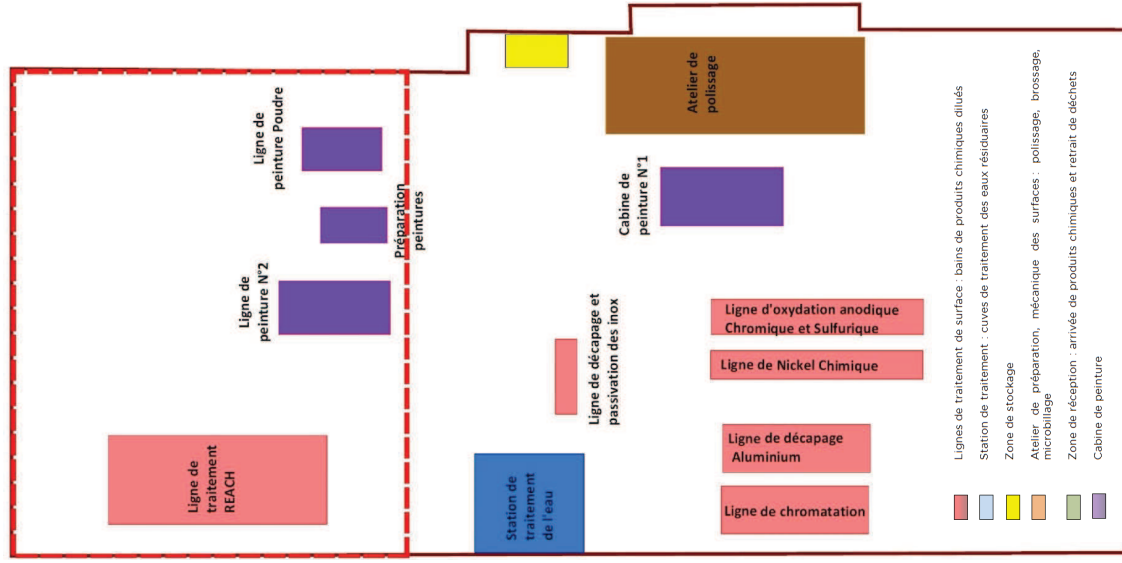 Ligne de
peinture Poudre
Préparation
peintures
Ligne de
peinture N°2
Ligne de
traitement
REACH
Atelier de
polissage
Cabine de
peinture N°1
Ligne de décapage et
passivation des inox
Station de
traitement
de l'eau
Ligne d'oxydation anodique
Chromique et Sulfurique
Ligne de Nickel Chimique
Ligne de décapage
Aluminium
Ligne de chromatation
Lignes de traitement de surface : bains de produits chimiques dilués
Station de traitement : cuves de traitement des eaux résiduaires
Zone de stockage
Atelier de préparation, mécanique des surfaces : polissage, brossage,
microbillage
Zone de réception : arrivée de produits chimiques et retrait de déchets
Cabine de peinture